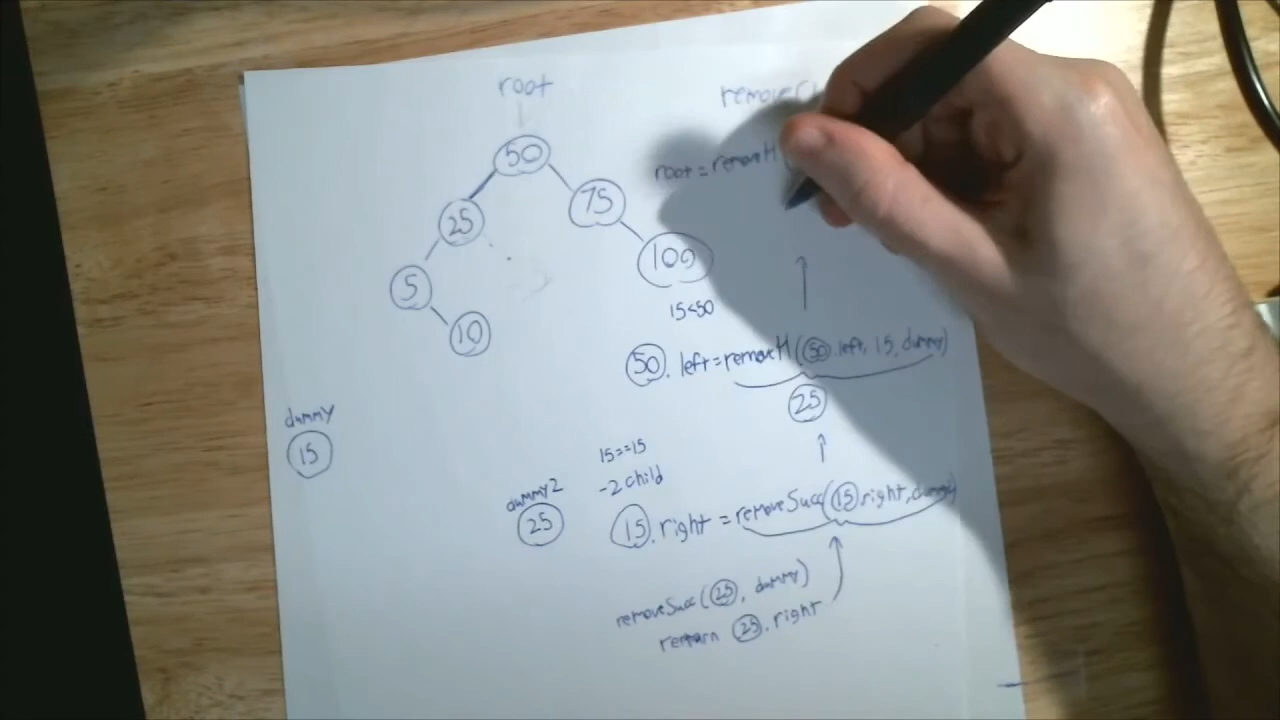 root
50
25
75
5
100
10
15<50
root = removeH
50.left = removeH(50.left, 15, dummy)
25
dummy
15
15==15
-2 child
dummy2
25
15.right = removeSucc(15.right, dummy)
removeSucc(25, dummy)
return 25.right